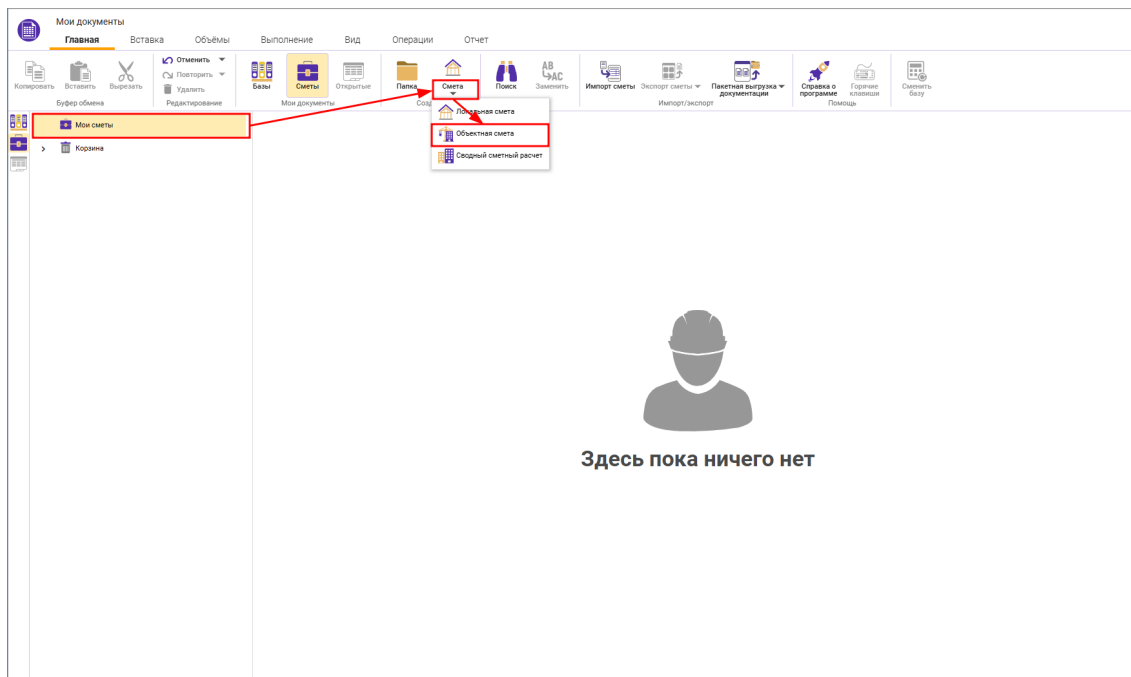 Мои документы
Главная Вставка Объёмы Выполнение Вид Операции Отчет
Копировать Вставить Вырезать
Буфер обмена
Отменить
Повторить
Удалить
Редактирование
Базы Сметы Открытые
Мои документы
Папка Смета
Созд
Поиск
AB
AC
Заменить
Импорт сметы Экспорт сметы Пакетная выгрузка
документации
Импорт/экспорт
Справка о
программе
Горячие
клавиши
Помощь
Сменить
базу
Мои сметы
Корзина
Локальная смета
Объектная смета
Сводный сметный расчет
Здесь пока ничего нет